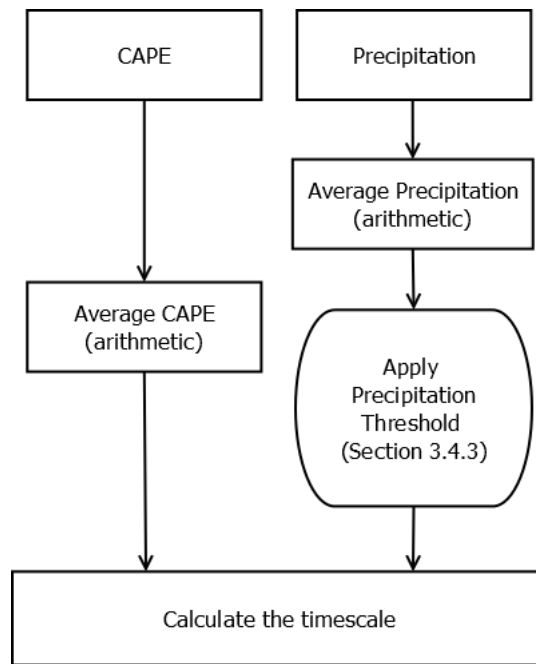 CAPE
Precipitation
Average Precipitation
(arithmetic)
Average CAPE
(arithmetic)
Apply
Precipitation
Threshold
(Section 3.4.3)
Calculate the timescale